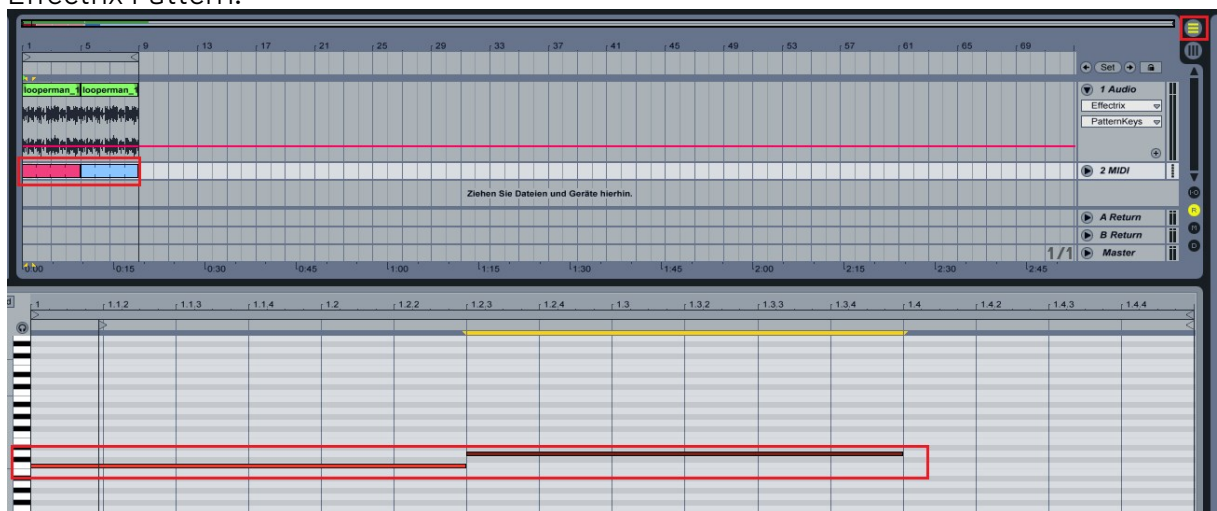 Effectrix Pattern.
1 5 9 13 17 21 25 29 33 37 41 45 49 53 57 61 65 69
Set
looperman_1 looperman_1
1 Audio
Effectrix
PatternKeys
2 MIDI
Ziehen Sie Dateien und Geräte hierhin.
A Return
B Return
1/1 Master
I·O
R
M
D
0:00 0:15 0:30 0:45 1:00 1:15 1:30 1:45 2:00 2:15 2:30 2:45
1 1.1.2 1.1.3 1.1.4 1.2 1.2.2 1.2.3 1.2.4 1.3 1.3.2 1.3.3 1.3.4 1.4 1.4.2 1.4.3 1.4.4